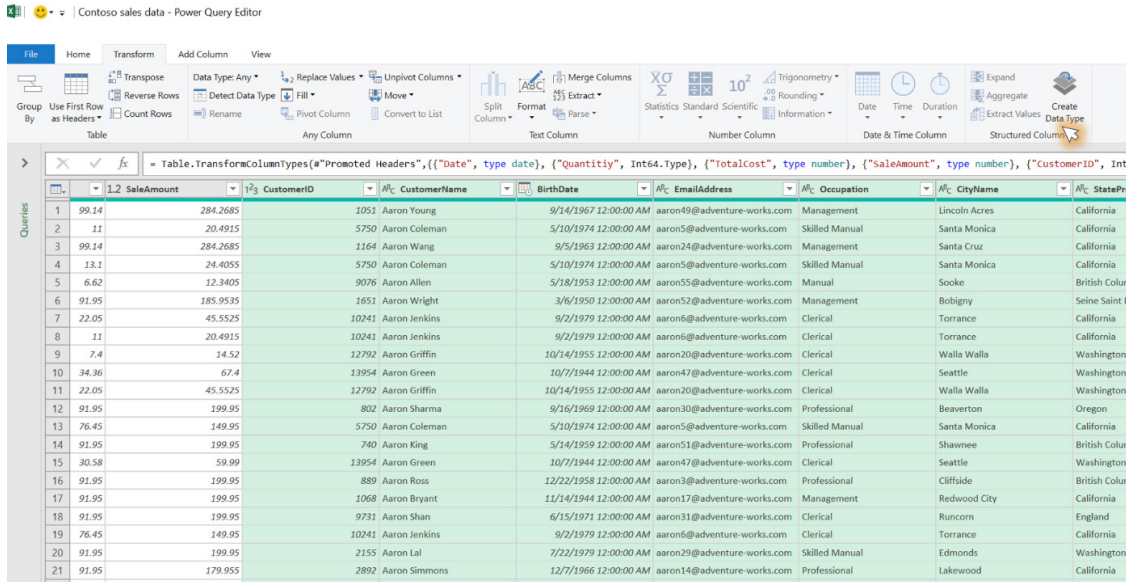 Contoso sales data - Power Query Editor
File Home Transform Add Column View
Group By
Use First Row as Headers
Transpose
Reverse Rows
Count Rows
Table
Data Type: Any
Detect Data Type
Rename
Replace Values
Fill
Pivot Column
Unpivot Columns
Move
Convert to List
Any Column
Split Column
Format
ABC
Merge Columns
ABC 123 Extract
abc Parse
Text Column
Statistics
Standard
10² Scientific
Trigonometry
.00 Rounding
Information
Number Column
Date
Time
Duration
Date & Time Column
Expand
Aggregate
Extract Values
Create Data Type
Structured Column
fx = Table.TransformColumnTypes(#"Promoted Headers",{{"Date", type date}, {"Quantitiy", Int64.Type}, {"TotalCost", type number}, {"SaleAmount", type number}, {"CustomerID", Int
Queries
1.2 SaleAmount 1²3 CustomerID ABC CustomerName BirthDate ABC EmailAddress ABC Occupation ABC CityName ABC StatePr
1 99.14 284.2685 1051 Aaron Young 9/14/1967 12:00:00 AM aaron49@adventure-works.com Management Lincoln Acres California
2 11 20.4915 5750 Aaron Coleman 5/10/1974 12:00:00 AM aaron5@adventure-works.com Skilled Manual Santa Monica California
3 99.14 284.2685 1164 Aaron Wang 9/5/1963 12:00:00 AM aaron24@adventure-works.com Management Santa Cruz California
4 13.1 24.4055 5750 Aaron Coleman 5/10/1974 12:00:00 AM aaron5@adventure-works.com Skilled Manual Santa Monica California
5 6.62 12.3405 9076 Aaron Allen 5/18/1953 12:00:00 AM aaron55@adventure-works.com Manual Sooke British Colu
6 91.95 185.9535 1651 Aaron Wright 3/6/1950 12:00:00 AM aaron52@adventure-works.com Management Bobigny Seine Saint
7 22.05 45.5525 10241 Aaron Jenkins 9/2/1979 12:00:00 AM aaron6@adventure-works.com Clerical Torrance California
8 11 20.4915 10241 Aaron Jenkins 9/2/1979 12:00:00 AM aaron6@adventure-works.com Clerical Torrance California
9 7.4 14.52 12792 Aaron Griffin 10/14/1955 12:00:00 AM aaron20@adventure-works.com Clerical Walla Walla Washington
10 34.36 67.4 13954 Aaron Green 10/7/1944 12:00:00 AM aaron47@adventure-works.com Clerical Seattle Washington
11 22.05 45.5525 12792 Aaron Griffin 10/14/1955 12:00:00 AM aaron20@adventure-works.com Clerical Walla Walla Washington
12 91.95 199.95 802 Aaron Sharma 9/16/1969 12:00:00 AM aaron30@adventure-works.com Professional Beaverton Oregon
13 76.45 149.95 5750 Aaron Coleman 5/10/1974 12:00:00 AM aaron5@adventure-works.com Skilled Manual Santa Monica California
14 91.95 199.95 740 Aaron King 5/14/1959 12:00:00 AM aaron51@adventure-works.com Professional Shawnee British Colu
15 30.58 59.99 13954 Aaron Green 10/7/1944 12:00:00 AM aaron47@adventure-works.com Clerical Seattle Washington
16 91.95 199.95 889 Aaron Ross 12/22/1958 12:00:00 AM aaron3@adventure-works.com Professional Cliffside British Colu
17 91.95 199.95 1068 Aaron Bryant 11/14/1944 12:00:00 AM aaron17@adventure-works.com Management Redwood City California
18 91.95 199.95 9731 Aaron Shan 6/15/1971 12:00:00 AM aaron31@adventure-works.com Clerical Runcorn England
19 76.45 149.95 10241 Aaron Jenkins 9/2/1979 12:00:00 AM aaron6@adventure-works.com Clerical Torrance California
20 91.95 199.95 2155 Aaron Lal 7/22/1979 12:00:00 AM aaron29@adventure-works.com Skilled Manual Edmonds Washington
21 91.95 179.955 2892 Aaron Simmons 12/7/1966 12:00:00 AM aaron14@adventure-works.com Professional Lakewood California